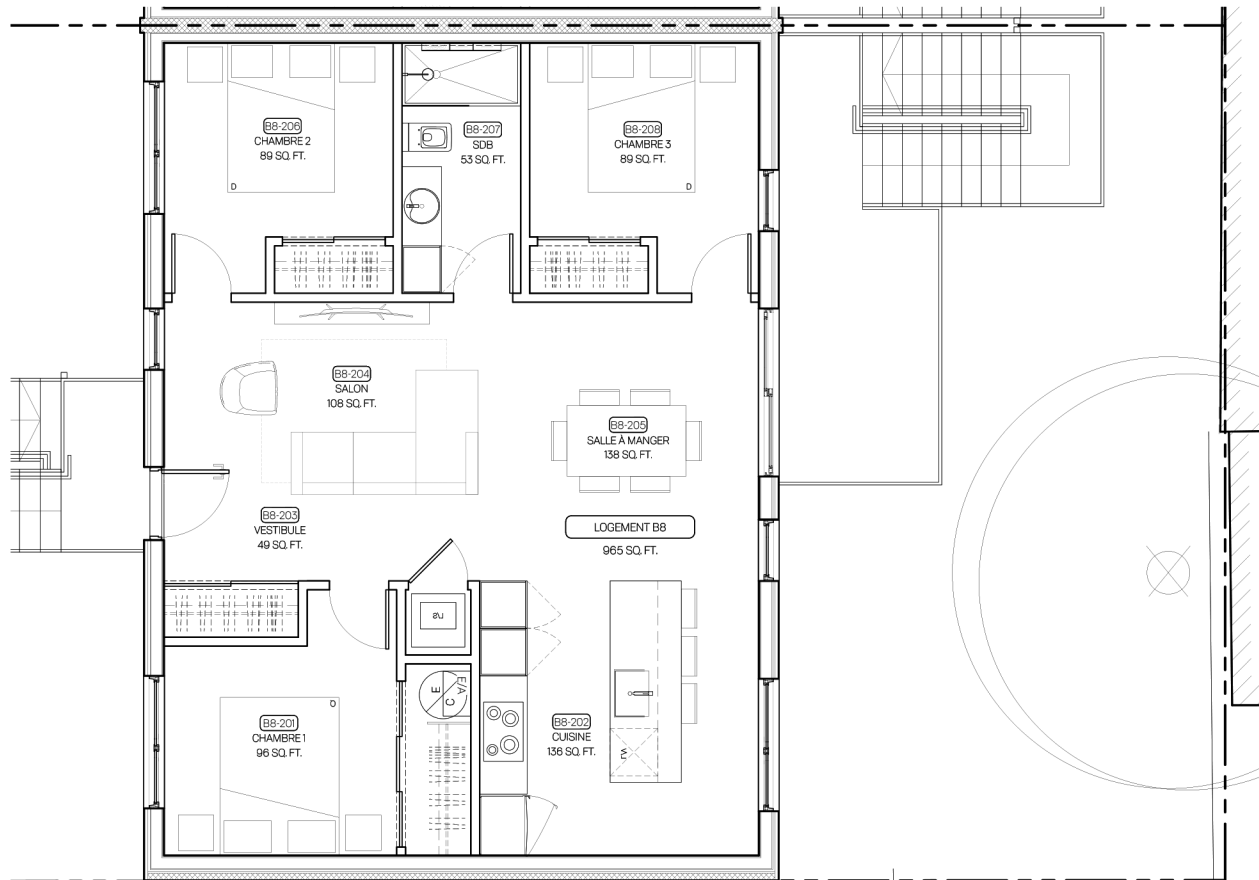 B8-206
CHAMBRE 2
89 SQ. FT.
D
B8-207
SDB
53 SQ. FT.
B8-208
CHAMBRE 3
89 SQ. FT.
D
B8-204
SALON
108 SQ. FT.
B8-205
SALLE À MANGER
138 SQ. FT.
B8-203
VESTIBULE
49 SQ. FT.
LOGEMENT B8
965 SQ. FT.
B8-201
CHAMBRE 1
96 SQ. FT.
D
E
C
E/A
B8-202
CUISINE
136 SQ. FT.